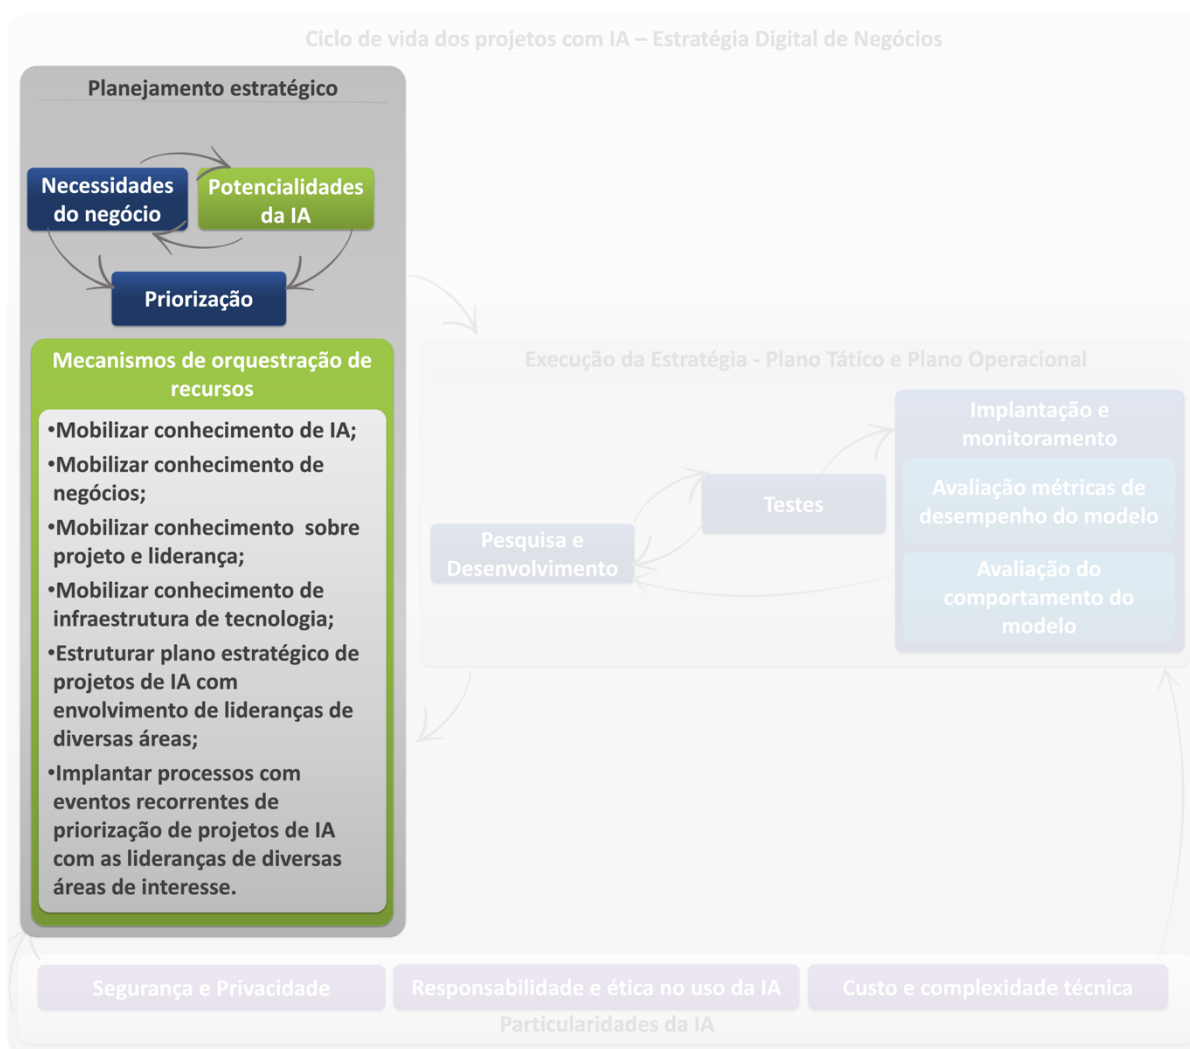 Ciclo de vida dos projetos com IA – Estratégia Digital de Negócios
Planejamento estratégico
Necessidades
do negócio
Potencialidades
da IA
Priorização
Mecanismos de orquestração de
recursos
•Mobilizar conhecimento de IA;
•Mobilizar conhecimento de
negócios;
•Mobilizar conhecimento  sobre
projeto e liderança;
•Mobilizar conhecimento de
infraestrutura de tecnologia;
•Estruturar plano estratégico de
projetos de IA com
envolvimento de lideranças de
diversas áreas;
•Implantar processos com
eventos recorrentes de
priorização de projetos de IA
com as lideranças de diversas
áreas de interesse.
Execução da Estratégia - Plano Tático e Plano Operacional
Pesquisa e
Desenvolvimento
Testes
Implantação e
monitoramento
Avaliação métricas de
desempenho do modelo
Avaliação do
comportamento do
modelo
Segurança e Privacidade
Responsabilidade e ética no uso da IA
Custo e complexidade técnica
Particularidades da IA